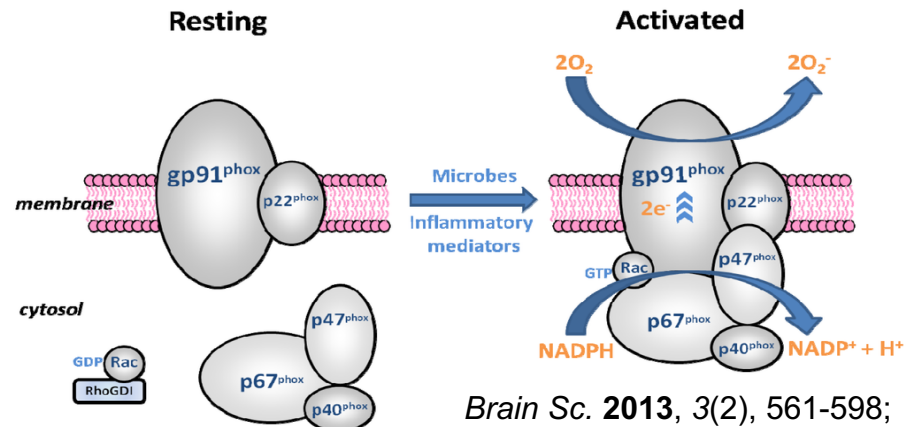 Resting
Activated
2O₂
2O₂⁻
gp91ᵖʰᵒˣ
p22ᵖʰᵒˣ
membrane
Microbes
Inflammatory
mediators
gp91ᵖʰᵒˣ
2e⁻
p22ᵖʰᵒˣ
p47ᵖʰᵒˣ
GTP
Rac
cytosol
p47ᵖʰᵒˣ
p67ᵖʰᵒˣ
NADPH
p40ᵖʰᵒˣ
NADP⁺ + H⁺
GDP
Rac
RhoGDI
p67ᵖʰᵒˣ
p40ᵖʰᵒˣ
Brain Sc. 2013, 3(2), 561-598;